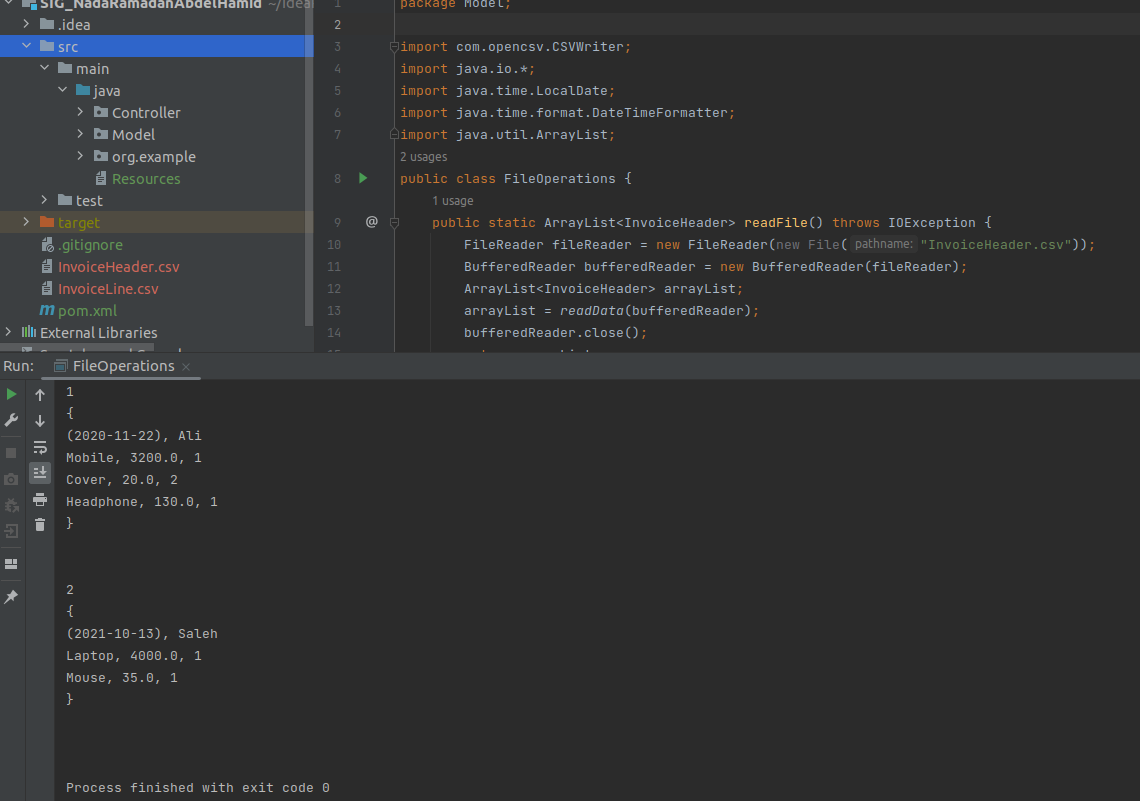 SIG_NadaRamadanAbdelHamid ~/Idea
.idea
src
main
java
Controller
Model
org.example
Resources
test
target
.gitignore
InvoiceHeader.csv
InvoiceLine.csv
pom.xml
External Libraries
1 package Model;
2
3 import com.opencsv.CSVWriter;
4 import java.io.*;
5 import java.time.LocalDate;
6 import java.time.format.DateTimeFormatter;
7 import java.util.ArrayList;
2 usages
8 public class FileOperations {
1 usage
9 @ public static ArrayList<InvoiceHeader> readFile() throws IOException {
10 FileReader fileReader = new FileReader(new File( pathname: "InvoiceHeader.csv"));
11 BufferedReader bufferedReader = new BufferedReader(fileReader);
12 ArrayList<InvoiceHeader> arrayList;
13 arrayList = readData(bufferedReader);
14 bufferedReader.close();
Run: FileOperations ×
1
{
(2020-11-22), Ali
Mobile, 3200.0, 1
Cover, 20.0, 2
Headphone, 130.0, 1
}
2
{
(2021-10-13), Saleh
Laptop, 4000.0, 1
Mouse, 35.0, 1
}
Process finished with exit code 0